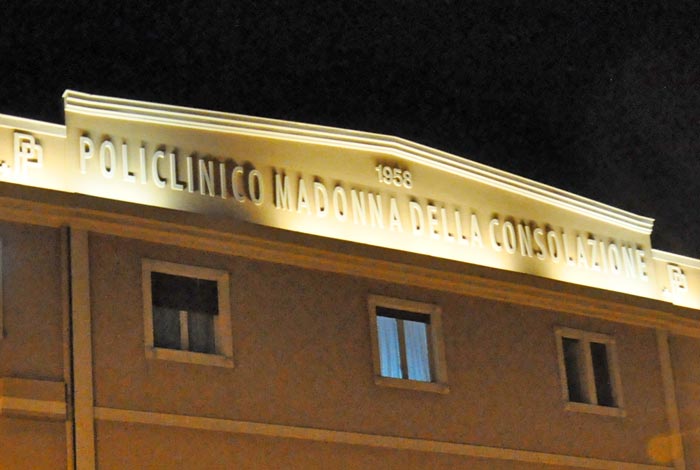 1958
POLICLINICO MADONNA DELLA CONSOLAZIONE